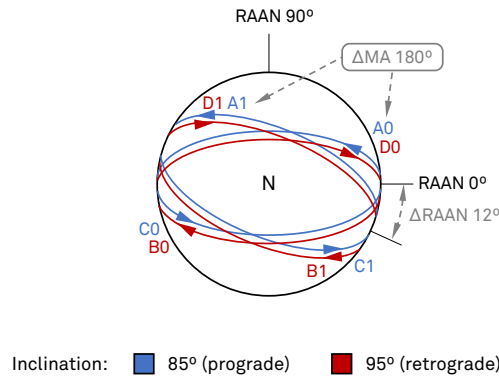 RAAN 90º
ΔMA 180º
D1 A1
A0
D0
N
RAAN 0º
ΔRAAN 12º
C0
B0
B1
C1
Inclination: 85º (prograde) 95º (retrograde)